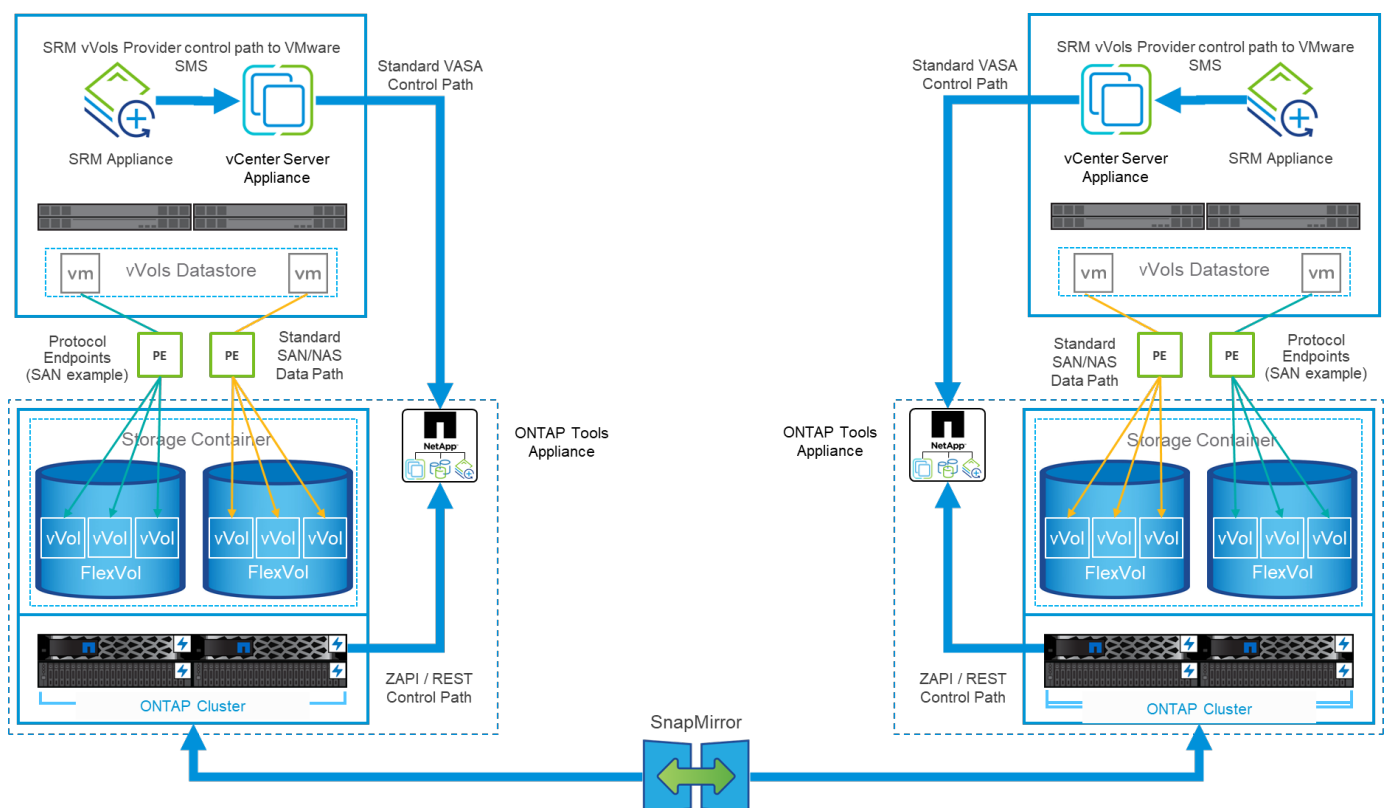 SRM vVols Provider control path to VMware
SMS
SRM Appliance
vCenter Server
Appliance
Standard VASA
Control Path
vm
vVols Datastore
vm
Protocol
Endpoints
(SAN example)
PE
PE
Standard
SAN/NAS
Data Path
Storage Container
vVol
vVol
vVol
FlexVol
vVol
vVol
vVol
FlexVol
NetApp
ONTAP Tools
Appliance
ZAPI / REST
Control Path
ONTAP Cluster
SnapMirror
SRM vVols Provider control path to VMware
SMS
Standard VASA
Control Path
vCenter Server
Appliance
SRM Appliance
vm
vVols Datastore
vm
Standard
SAN/NAS
Data Path
PE
PE
Protocol
Endpoints
(SAN example)
ONTAP Tools
Appliance
NetApp
Storage Container
vVol
vVol
vVol
FlexVol
vVol
vVol
vVol
FlexVol
ZAPI / REST
Control Path
ONTAP Cluster